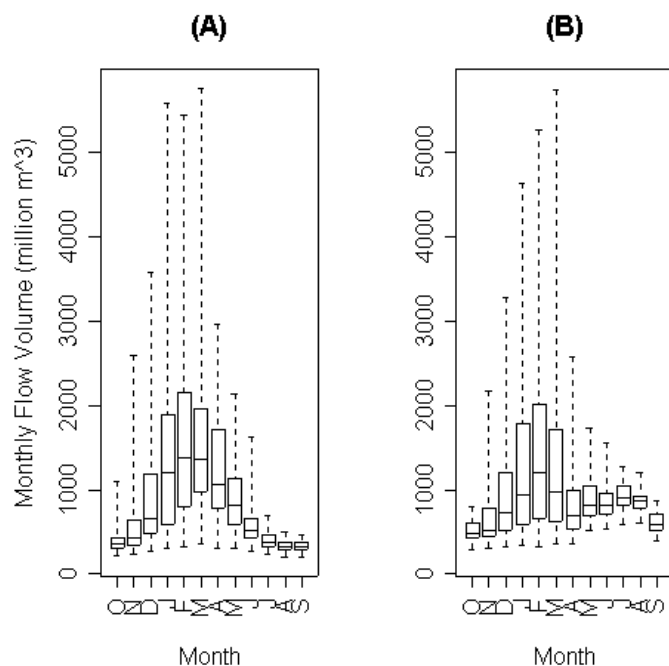 (A)
(B)
Monthly Flow Volume (million m^3)
0 1000 2000 3000 4000 5000
O N D J F M A M J J A S
Month
0 1000 2000 3000 4000 5000
O N D J F M A M J J A S
Month